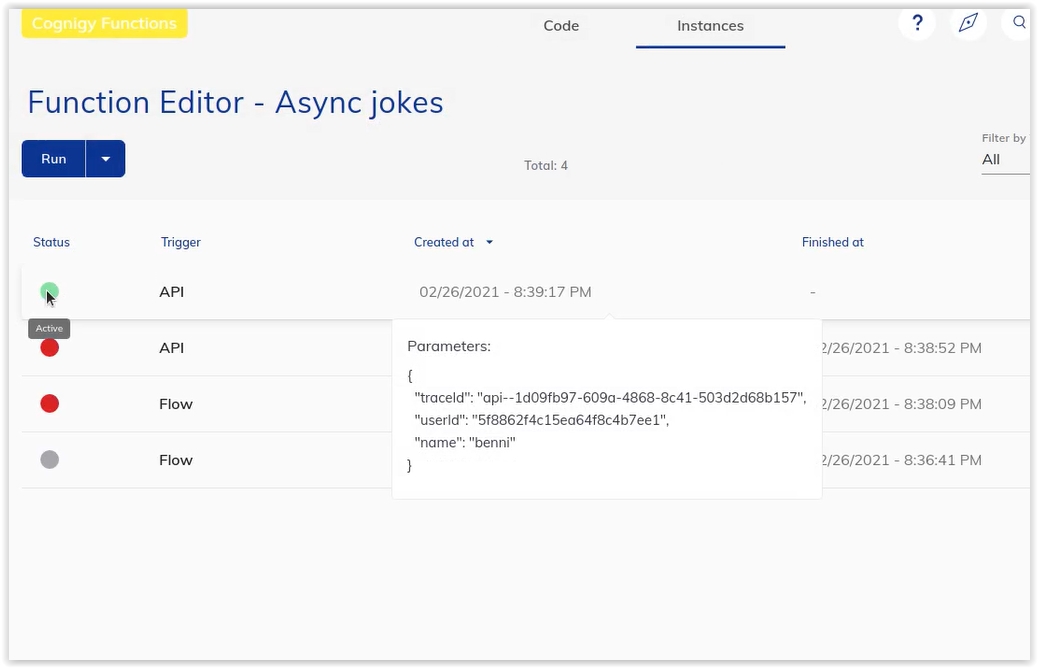 Cognigy Functions
Code
Instances
?
Function Editor - Async jokes
Run
Total: 4
Filter by
All
Status
Trigger
Created at
Finished at
API
02/26/2021 - 8:39:17 PM
-
Active
API
2/26/2021 - 8:38:52 PM
Flow
2/26/2021 - 8:38:09 PM
Flow
2/26/2021 - 8:36:41 PM
Parameters:
{
"traceId": "api--1d09fb97-609a-4868-8c41-503d2d68b157",
"userId": "5f8862f4c15ea64f8c4b7ee1",
"name": "benni"
}